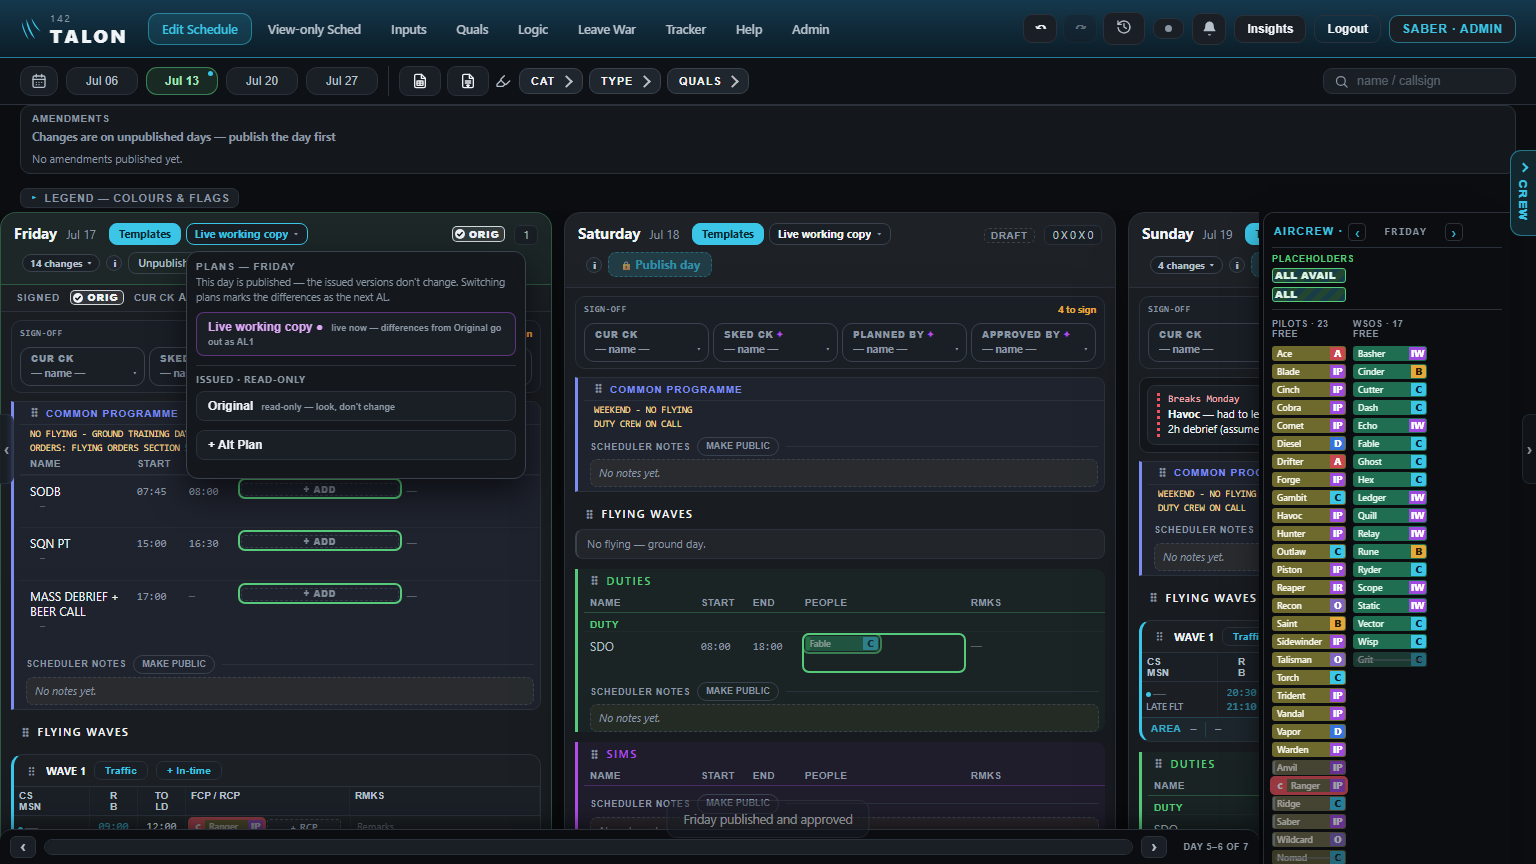 142
TALON
Edit Schedule
View-only Sched
Inputs
Quals
Logic
Leave War
Tracker
Help
Admin
Insights
Logout
SABER · ADMIN
Jul 06
Jul 13
Jul 20
Jul 27
CAT
TYPE
QUALS
name / callsign
AMENDMENTS
Changes are on unpublished days — publish the day first
No amendments published yet.
LEGEND — COLOURS & FLAGS
CREW
Friday Jul 17
Templates
Live working copy
ORIG
1
14 changes
i
Unpublish
SIGNED
ORIG
CUR CK A
SIGN-OFF
n
CUR CK
— name —
SKED
— na
PLANS — FRIDAY
This day is published — the issued versions don't change. Switching
plans marks the differences as the next AL.
Live working copy ● live now — differences from Original go
out as AL1
ISSUED · READ-ONLY
Original read-only — look, don't change
+ Alt Plan
COMMON PROGRAMME
NO FLYING - GROUND TRAINING DA
ORDERS: FLYING ORDERS SECTION
NAME START
SODB 07:45 08:00 + ADD —
–
SQN PT 15:00 16:30 + ADD —
–
MASS DEBRIEF +
BEER CALL
17:00 – + ADD —
–
SCHEDULER NOTES MAKE PUBLIC
No notes yet.
FLYING WAVES
WAVE 1 Traffic + In-time
CS
MSN
R
B
TO
LD
FCP / RCP
RMKS
09:00 12:00 C Ranger IP + RCP Remarks
Saturday Jul 18
Templates
Live working copy
DRAFT
0X0X0
i
Publish day
SIGN-OFF
4 to sign
CUR CK
— name —
SKED CK
— name —
PLANNED BY
— name —
APPROVED BY
— name —
COMMON PROGRAMME
WEEKEND - NO FLYING
DUTY CREW ON CALL
SCHEDULER NOTES MAKE PUBLIC
No notes yet.
FLYING WAVES
No flying — ground day.
DUTIES
NAME START END PEOPLE RMKS
DUTY
SDO 08:00 18:00 Fable C —
SCHEDULER NOTES MAKE PUBLIC
No notes yet.
SIMS
NAME START END PEOPLE RMKS
SCHEDULER NOTES MAKE PUBLIC
Friday published and approved
Sunday Jul 19
T
4 changes
i
SIGN-OFF
CUR CK
— name —
Breaks Monday
Havoc — had to le
2h debrief (assume
COMMON PROG
WEEKEND - NO FLYING
DUTY CREW ON CALL
SCHEDULER NOTES
No notes yet.
FLYING WAVES
WAVE 1 Traffi
CS
MSN
R
B
— 20:30
LATE FLT 21:10
AREA – –
DUTIES
NAME
DUTY
SDO
AIRCREW ·
FRIDAY
PLACEHOLDERS
ALL AVAIL
ALL
PILOTS · 23
FREE
WSOS · 17
FREE
Ace A
Basher IW
Blade IP
Cinder B
Cinch IP
Cutter C
Cobra IP
Dash C
Comet IP
Echo IW
Diesel D
Fable C
Drifter A
Ghost C
Forge IP
Hex C
Gambit C
Ledger IW
Havoc IP
Quill IW
Hunter IP
Relay IW
Outlaw C
Rune B
Piston IP
Ryder C
Reaper IR
Scope IW
Recon O
Static IW
Saint B
Vector C
Sidewinder IP
Wisp C
Talisman O
Grit C
Torch C
Trident IP
Vandal IP
Vapor D
Warden IP
Anvil IP
C Ranger IP
Ridge C
Saber IP
Wildcard O
Nomad C
DAY 5–6 OF 7